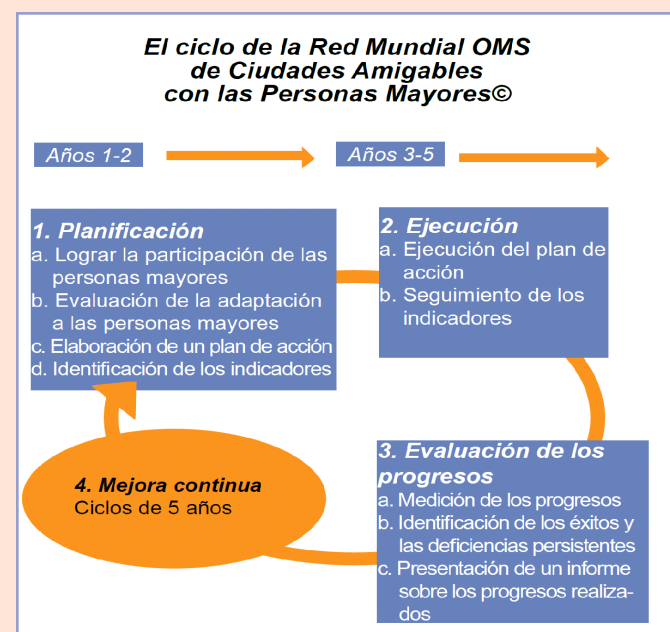 El ciclo de la Red Mundial OMS
de Ciudades Amigables
con las Personas Mayores©
Años 1-2
Años 3-5
1. Planificación
a. Lograr la participación de las
personas mayores
b. Evaluación de la adaptación
a las personas mayores
c. Elaboración de un plan de acción
d. Identificación de los indicadores
2. Ejecución
a. Ejecución del plan de
acción
b. Seguimiento de los
indicadores
3. Evaluación de los
progresos
a. Medición de los progresos
b. Identificación de los éxitos y
las deficiencias persistentes
c. Presentación de un informe
sobre los progresos realiza-
dos
4. Mejora continua
Ciclos de 5 años